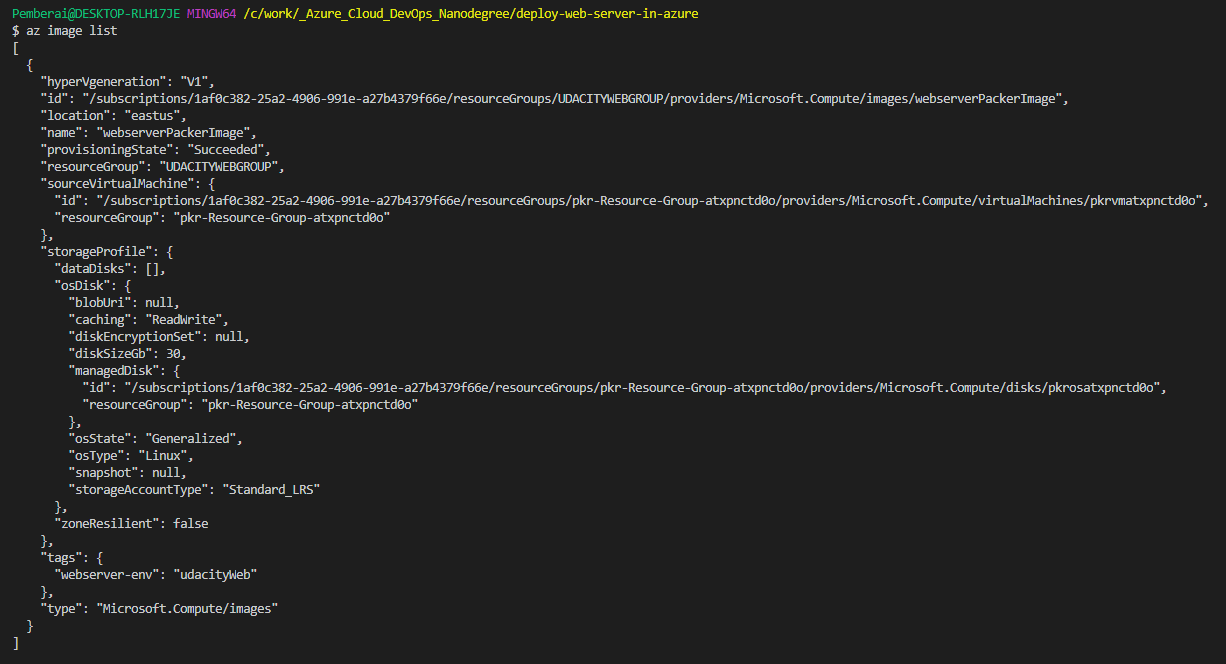 Pemberai@DESKTOP-RLH17JE MINGW64 /c/work/_Azure_Cloud_DevOps_Nanodegree/deploy-web-server-in-azure
$ az image list
[
  {
    "hyperVgeneration": "V1",
    "id": "/subscriptions/1af0c382-25a2-4906-991e-a27b4379f66e/resourceGroups/UDACITYWEBGROUP/providers/Microsoft.Compute/images/webserverPackerImage",
    "location": "eastus",
    "name": "webserverPackerImage",
    "provisioningState": "Succeeded",
    "resourceGroup": "UDACITYWEBGROUP",
    "sourceVirtualMachine": {
      "id": "/subscriptions/1af0c382-25a2-4906-991e-a27b4379f66e/resourceGroups/pkr-Resource-Group-atxpnctd0o/providers/Microsoft.Compute/virtualMachines/pkrvmatxpnctd0o",
      "resourceGroup": "pkr-Resource-Group-atxpnctd0o"
    },
    "storageProfile": {
      "dataDisks": [],
      "osDisk": {
        "blobUri": null,
        "caching": "ReadWrite",
        "diskEncryptionSet": null,
        "diskSizeGb": 30,
        "managedDisk": {
          "id": "/subscriptions/1af0c382-25a2-4906-991e-a27b4379f66e/resourceGroups/pkr-Resource-Group-atxpnctd0o/providers/Microsoft.Compute/disks/pkrosatxpnctd0o",
          "resourceGroup": "pkr-Resource-Group-atxpnctd0o"
        },
        "osState": "Generalized",
        "osType": "Linux",
        "snapshot": null,
        "storageAccountType": "Standard_LRS"
      },
      "zoneResilient": false
    },
    "tags": {
      "webserver-env": "udacityWeb"
    },
    "type": "Microsoft.Compute/images"
  }
]